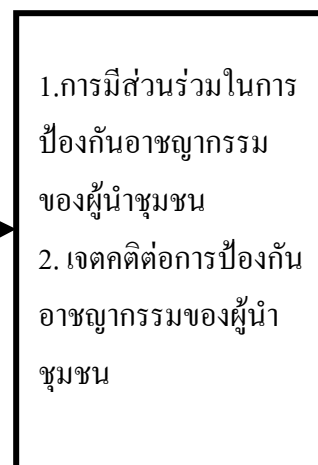 1.การมีส่วนร่วมในการ
ป้องกันอาชญากรรม
ของผู้นำชุมชน
2. เจตคติต่อการป้องกัน
อาชญากรรมของผู้นำ
ชุมชน